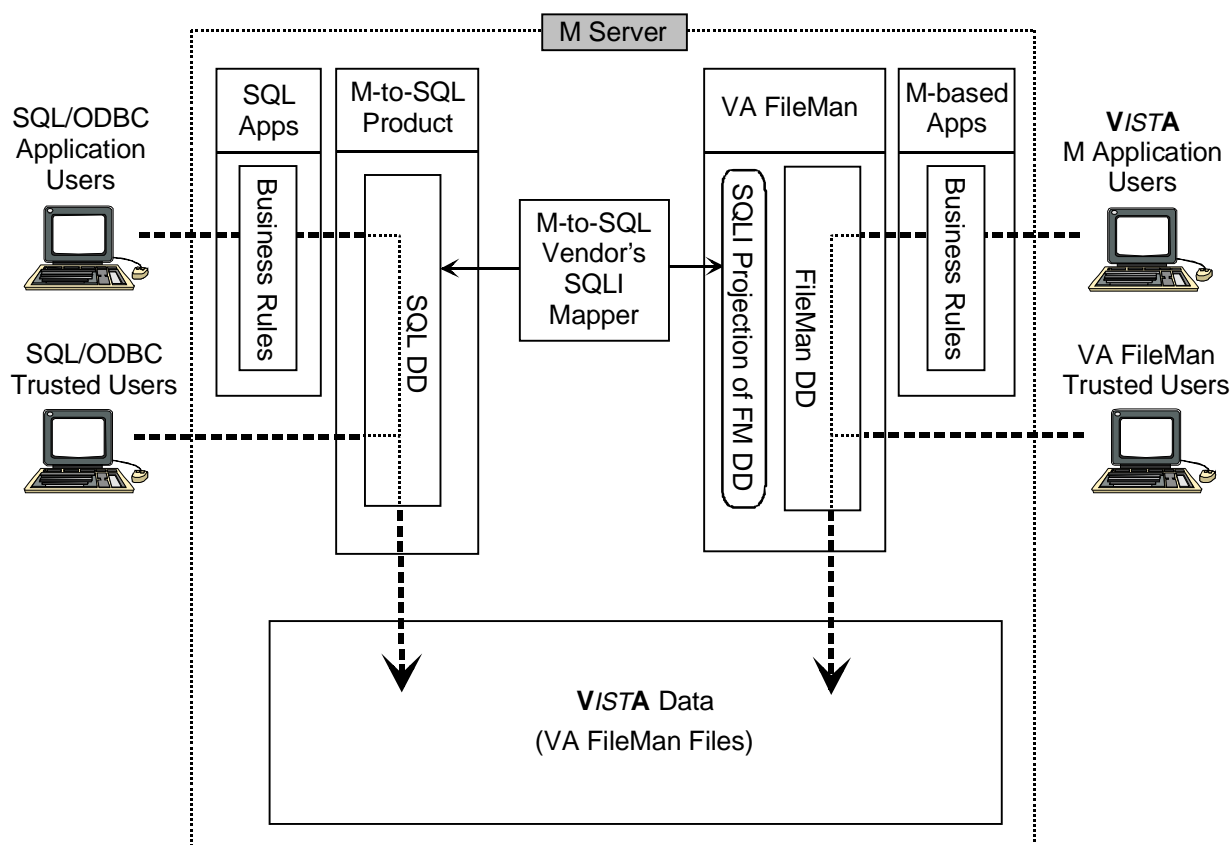 M Server
SQL/ODBC
Application
Users
SQL
Apps
Business Rules
M-to-SQL
Product
SQL DD
M-to-SQL
Vendor's
SQLI
Mapper
VA FileMan
SQLI Projection of FM DD
FileMan DD
M-based
Apps
Business Rules
VISTA
M Application
Users
SQL/ODBC
Trusted Users
VA FileMan
Trusted Users
VISTA Data
(VA FileMan Files)